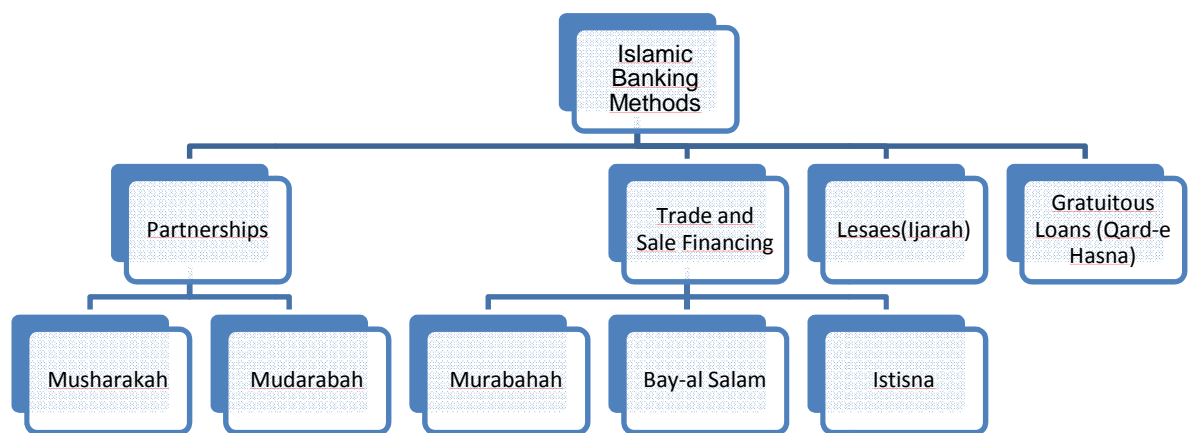 Islamic
Banking
Methods
Partnerships
Trade and
Sale Financing
Lesaes(Ijarah)
Gratuitous
Loans (Qard-e
Hasna)
Musharakah
Mudarabah
Murabahah
Bay-al Salam
Istisna